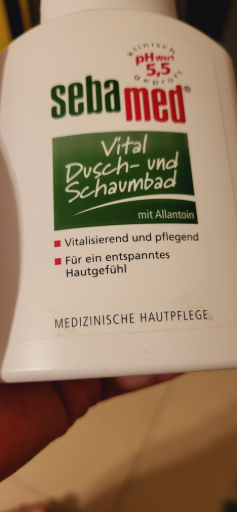 klinisch
pH Wert
5,5
geprüft
sebamed®
Vital
Dusch- und
Schaumbad
mit Allantoin
Vitalisierend und pflegend
Für ein entspanntes
Hautgefühl
MEDIZINISCHE HAUTPFLEGE